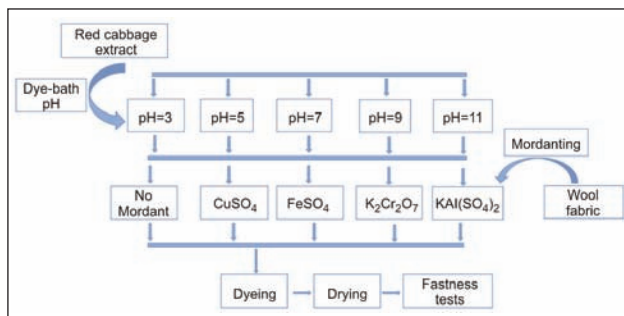 Red cabbage
extract
Dye-bath
pH
pH=3
pH=5
pH=7
pH=9
pH=11
Mordanting
No
Mordant
CuSO₄
FeSO₄
K₂Cr₂O₇
KAl(SO₄)₂
Wool
fabric
Dyeing
Drying
Fastness
tests